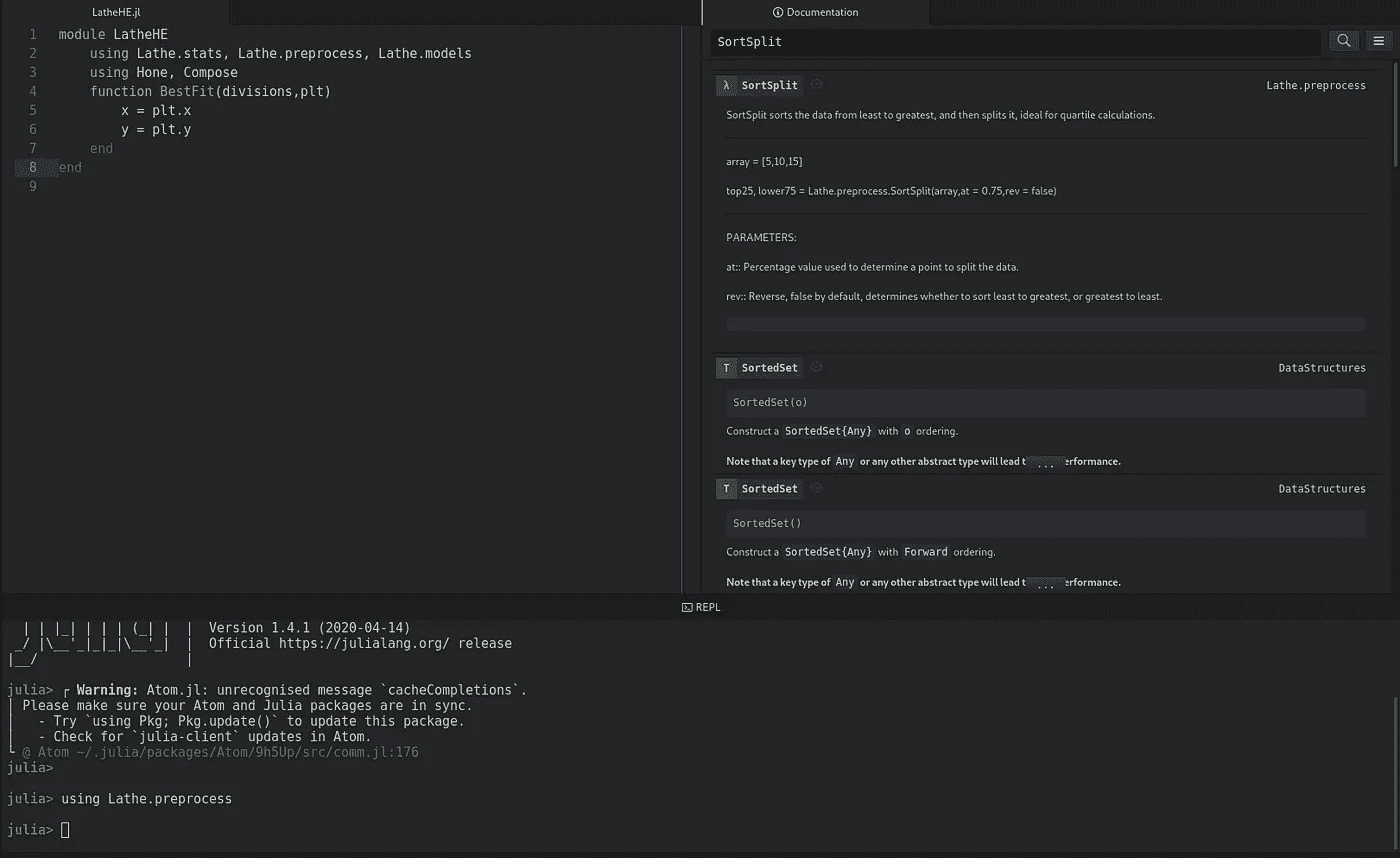 LatheHE.jl
1 module LatheHE
2     using Lathe.stats, Lathe.preprocess, Lathe.models
3     using Hone, Compose
4     function BestFit(divisions,plt)
5         x = plt.x
6         y = plt.y
7     end
8 end
9
Documentation
SortSplit
λ SortSplit Lathe.preprocess
SortSplit sorts the data from least to greatest, and then splits it, ideal for quartile calculations.
array = [5,10,15]
top25, lower75 = Lathe.preprocess.SortSplit(array,at = 0.75,rev = false)
PARAMETERS:
at:: Percentage value used to determine a point to split the data.
rev:: Reverse, false by default, determines whether to sort least to greatest, or greatest to least.
T SortedSet DataStructures
SortedSet(o)
Construct a SortedSet{Any} with o ordering.
Note that a key type of Any or any other abstract type will lead t ... erformance.
T SortedSet DataStructures
SortedSet()
Construct a SortedSet{Any} with Forward ordering.
Note that a key type of Any or any other abstract type will lead t ... erformance.
REPL
  | | |_| | | | (_| |  |  Version 1.4.1 (2020-04-14)
 _/ |\__'_|_|_|\__'_|  |  Official https://julialang.org/ release
|__/                   |
julia> ┌ Warning: Atom.jl: unrecognised message `cacheCompletions`.
│ Please make sure your Atom and Julia packages are in sync.
│   - Try `using Pkg; Pkg.update()` to update this package.
│   - Check for `julia-client` updates in Atom.
└ @ Atom ~/.julia/packages/Atom/9h5Up/src/comm.jl:176
julia>
julia> using Lathe.preprocess
julia>